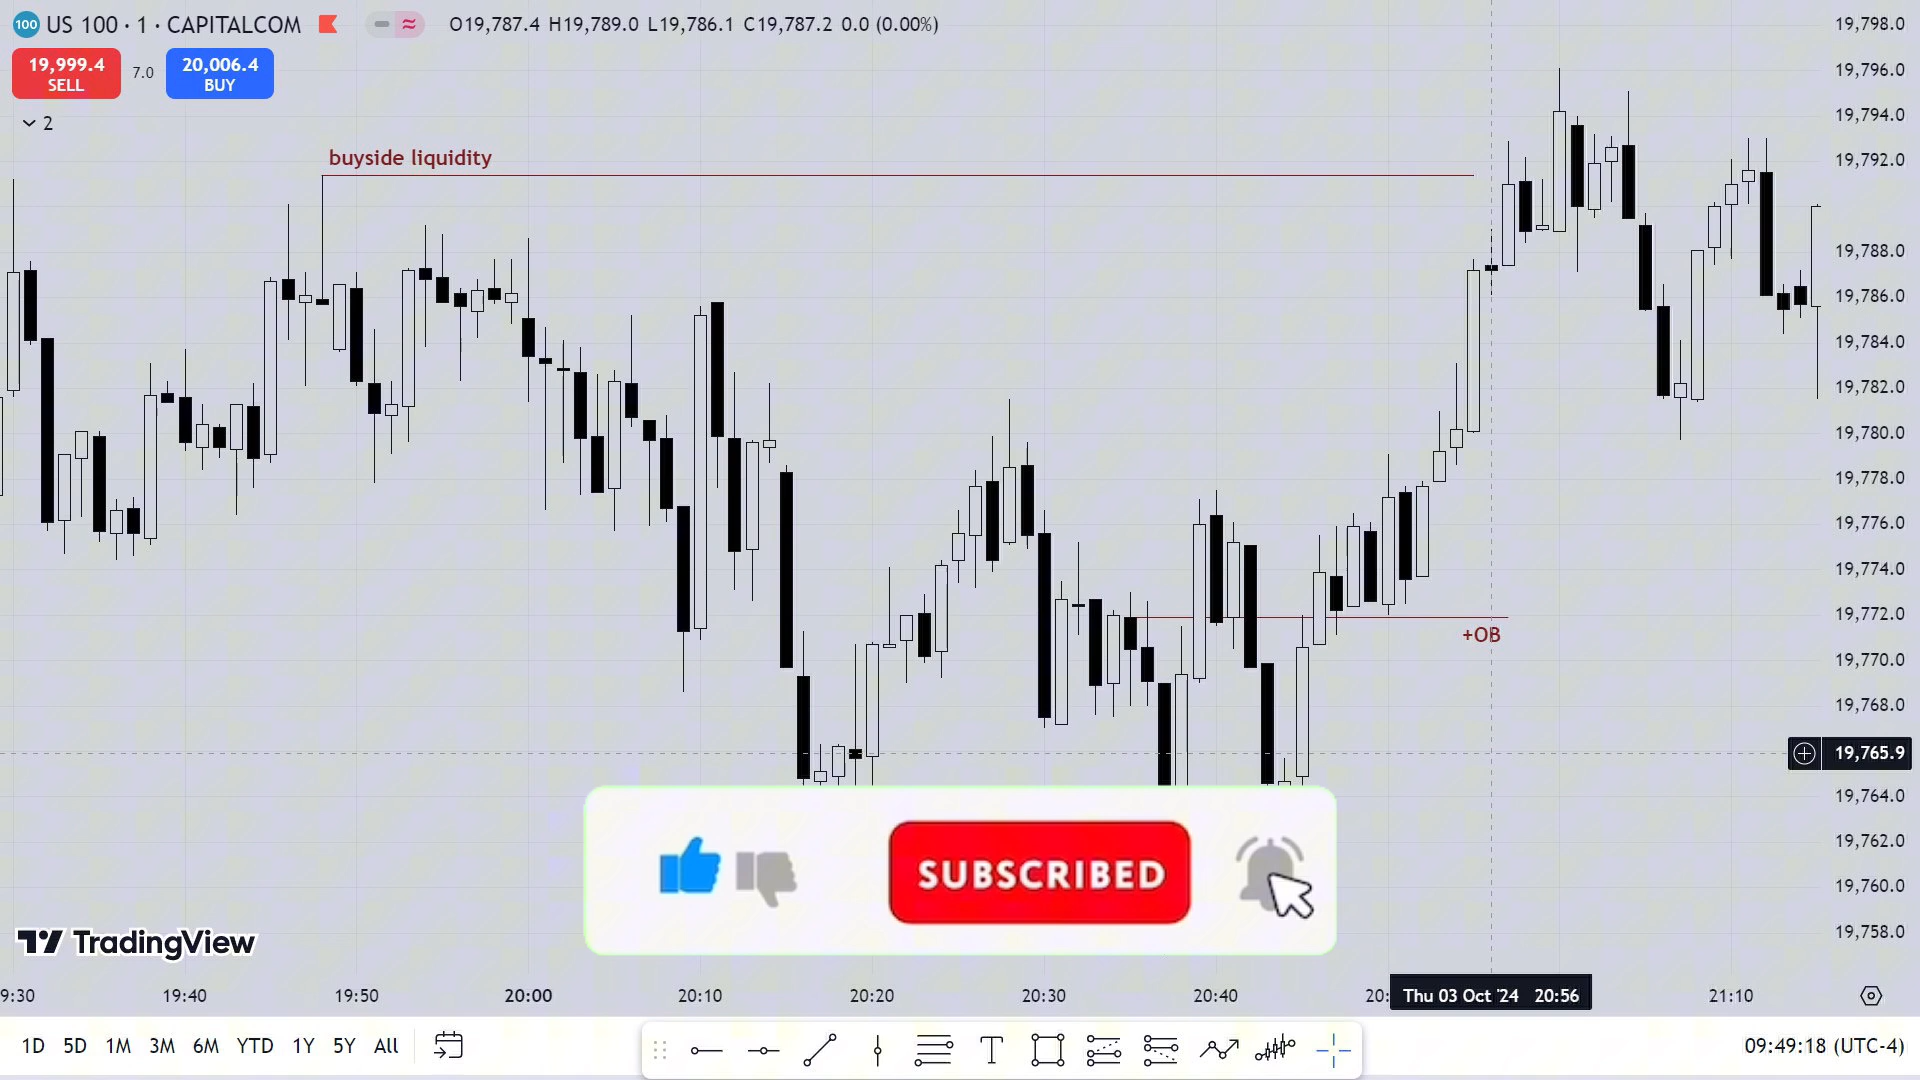 100 US 100 · 1 · CAPITALCOM O19,787.4 H19,789.0 L19,786.1 C19,787.2 0.0 (0.00%)
19,999.4 SELL 7.0 20,006.4 BUY
2
buyside liquidity
+OB
19,798.0
19,796.0
19,794.0
19,792.0
19,788.0
19,786.0
19,784.0
19,782.0
19,780.0
19,778.0
19,776.0
19,774.0
19,772.0
19,770.0
19,768.0
19,765.9
19,764.0
19,762.0
19,760.0
19,758.0
SUBSCRIBED
TradingView
9:30 19:40 19:50 20:00 20:10 20:20 20:30 20:40 20: Thu 03 Oct '24 20:56 21:10
1D 5D 1M 3M 6M YTD 1Y 5Y All T 09:49:18 (UTC-4)